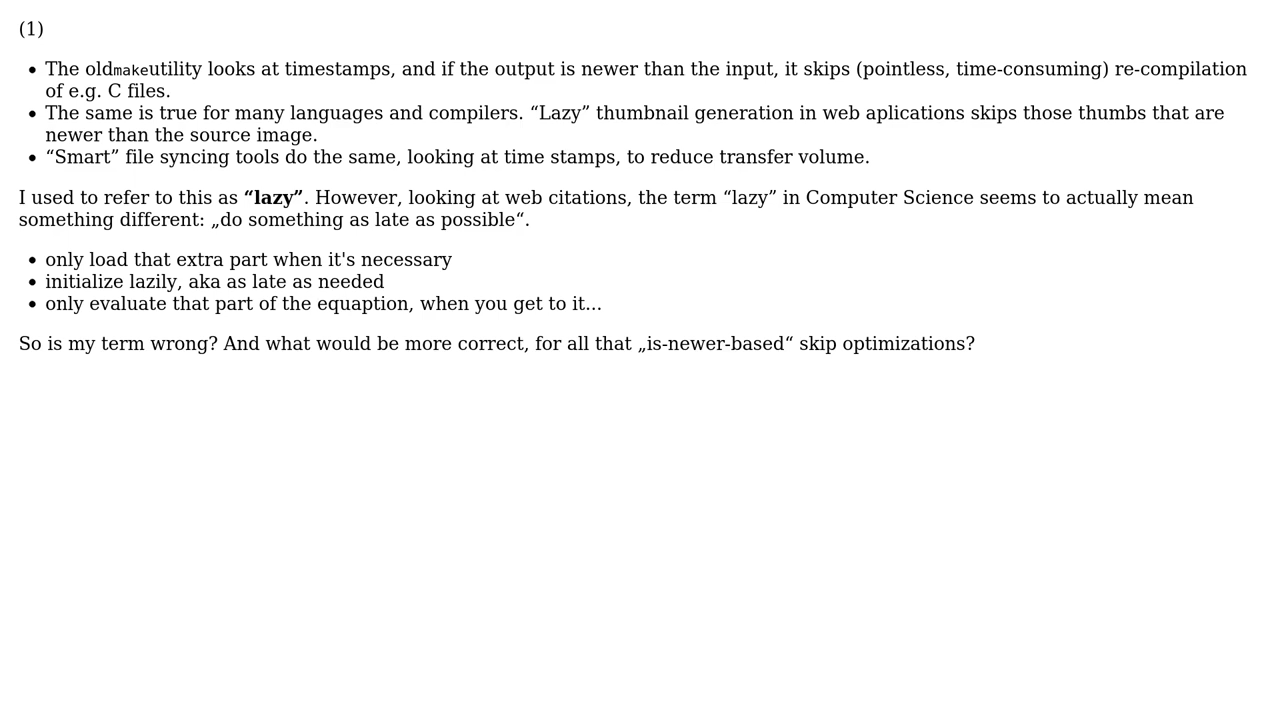 (1)
• The old make utility looks at timestamps, and if the output is newer than the input, it skips (pointless, time-consuming) re-compilation
of e.g. C files.
• The same is true for many languages and compilers. “Lazy” thumbnail generation in web aplications skips those thumbs that are
newer than the source image.
• “Smart” file syncing tools do the same, looking at time stamps, to reduce transfer volume.
I used to refer to this as “lazy”. However, looking at web citations, the term “lazy” in Computer Science seems to actually mean
something different: „do something as late as possible“.
• only load that extra part when it's necessary
• initialize lazily, aka as late as needed
• only evaluate that part of the equaption, when you get to it...
So is my term wrong? And what would be more correct, for all that „is-newer-based“ skip optimizations?